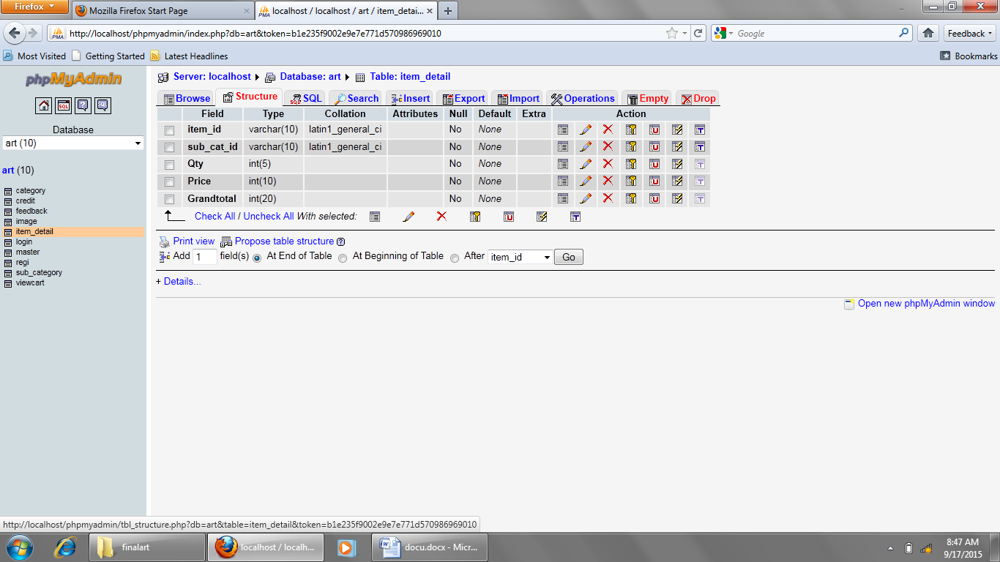 Firefox
Mozilla Firefox Start Page
localhost / localhost / art / item_detai...
http://localhost/phpmyadmin/index.php?db=art&token=b1e235f9002e9e7e771d570986969010
Google
Feedback
Most Visited
Getting Started
Latest Headlines
Bookmarks
phpMyAdmin
Database
art (10)
art (10)
category
credit
feedback
image
item_detail
login
master
regi
sub_category
viewcart
Server: localhost Database: art Table: item_detail
Browse Structure SQL Search Insert Export Import Operations Empty Drop
Field Type Collation Attributes Null Default Extra Action
item_id varchar(10) latin1_general_ci No None
sub_cat_id varchar(10) latin1_general_ci No None
Qty int(5) No None
Price int(10) No None
Grandtotal int(20) No None
Check All / Uncheck All With selected:
Print view Propose table structure
Add 1 field(s) At End of Table At Beginning of Table After item_id Go
+ Details...
Open new phpMyAdmin window
http://localhost/phpmyadmin/tbl_structure.php?db=art&table=item_detail&token=b1e235f9002e9e7e771d570986969010
finalart
localhost / localh...
docu.docx - Micr...
8:47 AM
9/17/2015